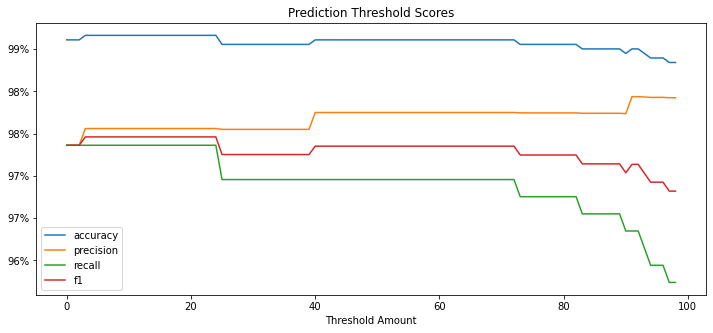 Prediction Threshold Scores
99%
98%
98%
97%
97%
96%
accuracy
precision
recall
f1
0 20 40 60 80 100
Threshold Amount